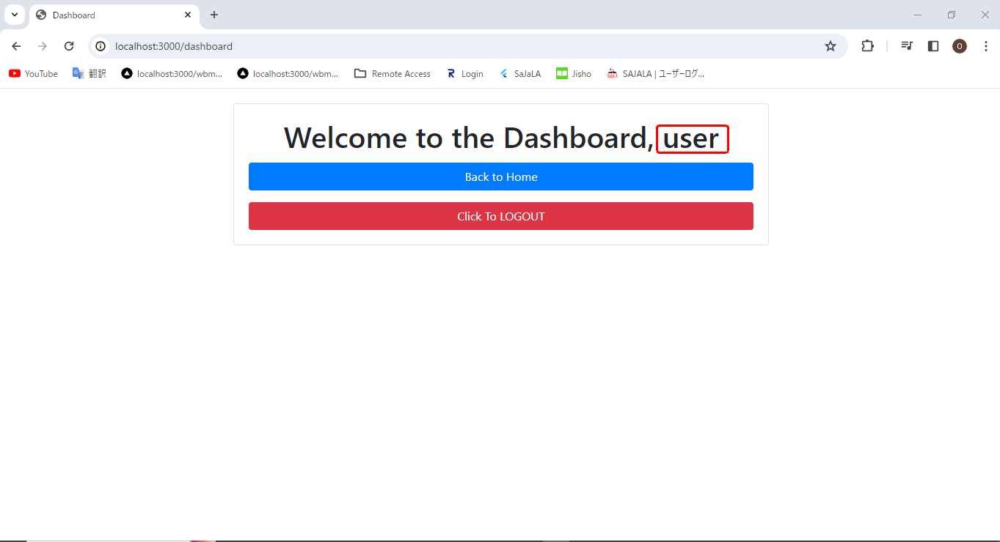 Dashboard
localhost:3000/dashboard
O
YouTube 翻訳 localhost:3000/wbm... localhost:3000/wbm... Remote Access Login SaJaLA Jisho SAJALA | ユーザーログ...
Welcome to the Dashboard, user
Back to Home
Click To LOGOUT